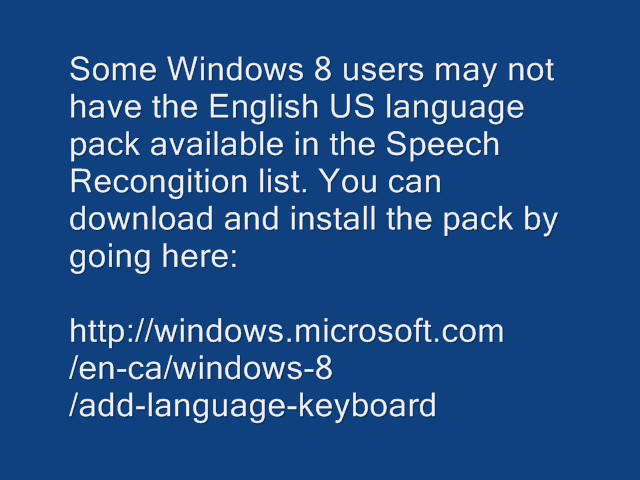 Some Windows 8 users may not
have the English US language
pack available in the Speech
Recongition list. You can
download and install the pack by
going here:
http://windows.microsoft.com
/en-ca/windows-8
/add-language-keyboard